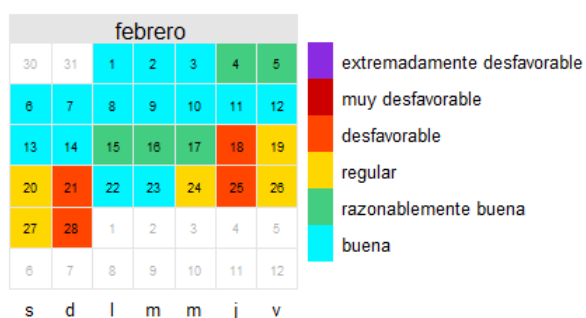 febrero
30 31 1 2 3 4 5
6 7 8 9 10 11 12
13 14 15 16 17 18 19
20 21 22 23 24 25 26
27 28 1 2 3 4 5
6 7 8 9 10 11 12
s d l m m j v
extremadamente desfavorable
muy desfavorable
desfavorable
regular
razonablemente buena
buena